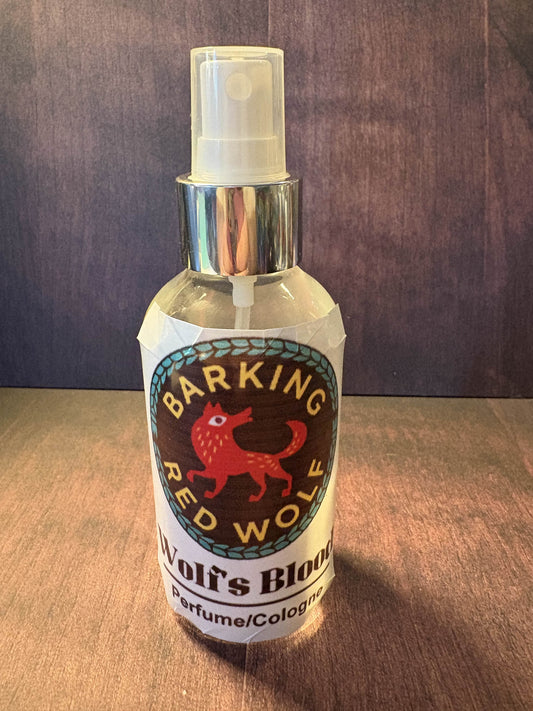 BARKING
RED WOLF
Wolf's Blood
Perfume/Cologne